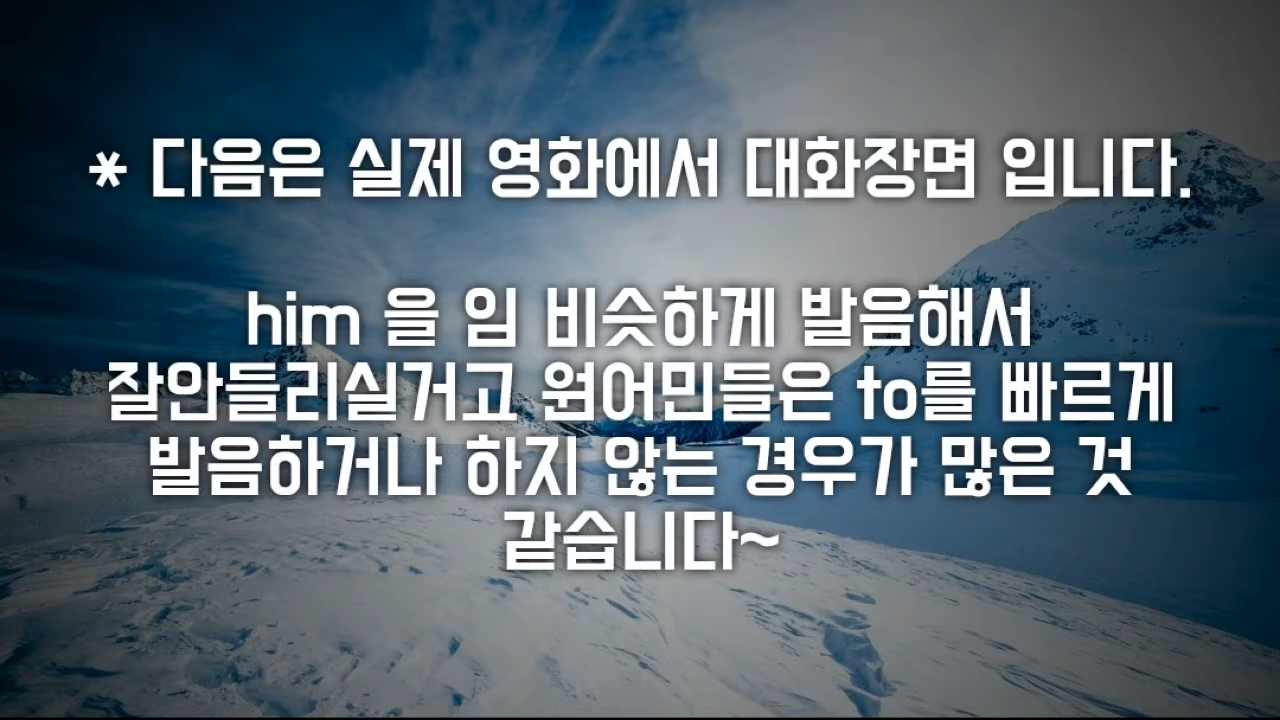 * 다음은 실제 영화에서 대화장면 입니다.
him 을 임 비슷하게 발음해서
잘안들리실거고 원어민들은 to를 빠르게
발음하거나 하지 않는 경우가 많은 것
같습니다~